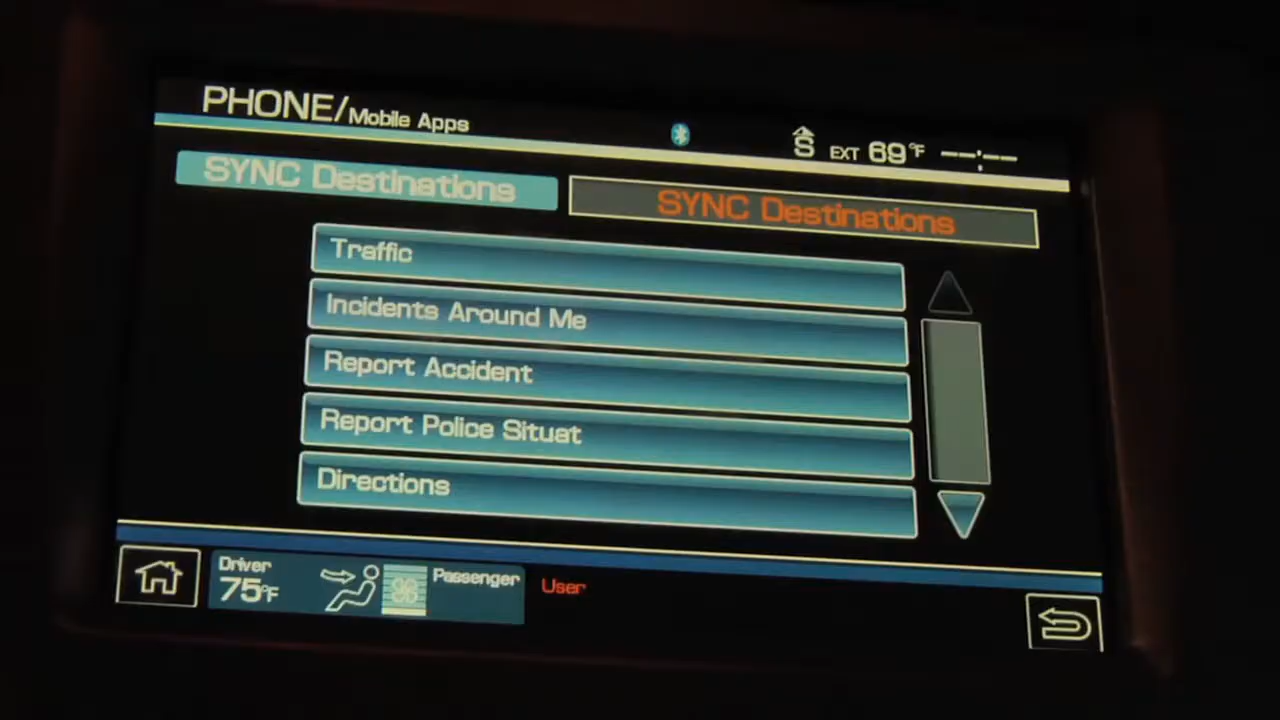 PHONE/Mobile Apps
S EXT 69°F --:--
SYNC Destinations
SYNC Destinations
Traffic
Incidents Around Me
Report Accident
Report Police Situat
Directions
Driver
75°F
Passenger
User